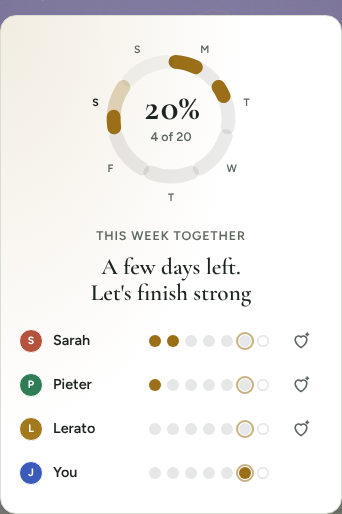 S
M
S
T
20%
4 of 20
F
W
T
THIS WEEK TOGETHER
A few days left.
Let's finish strong
S Sarah
P Pieter
L Lerato
J You